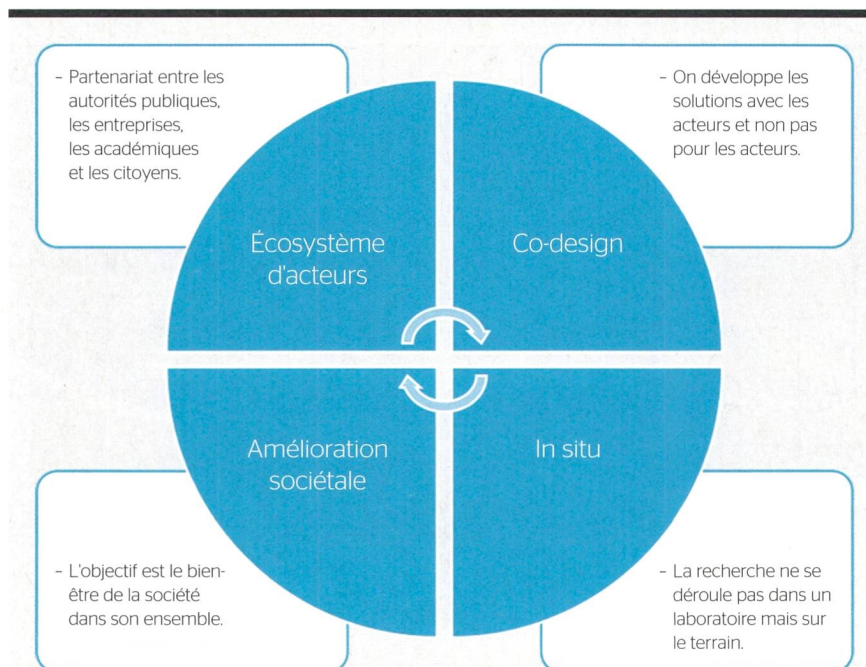 - Partenariat entre les
autorités publiques,
les entreprises,
les académiques
et les citoyens.
- On développe les
solutions avec les
acteurs et non pas
pour les acteurs.
Écosystème
d'acteurs
Co-design
Amélioration
sociétale
In situ
- L'objectif est le bien-
être de la société
dans son ensemble.
- La recherche ne se
déroule pas dans un
laboratoire mais sur
le terrain.